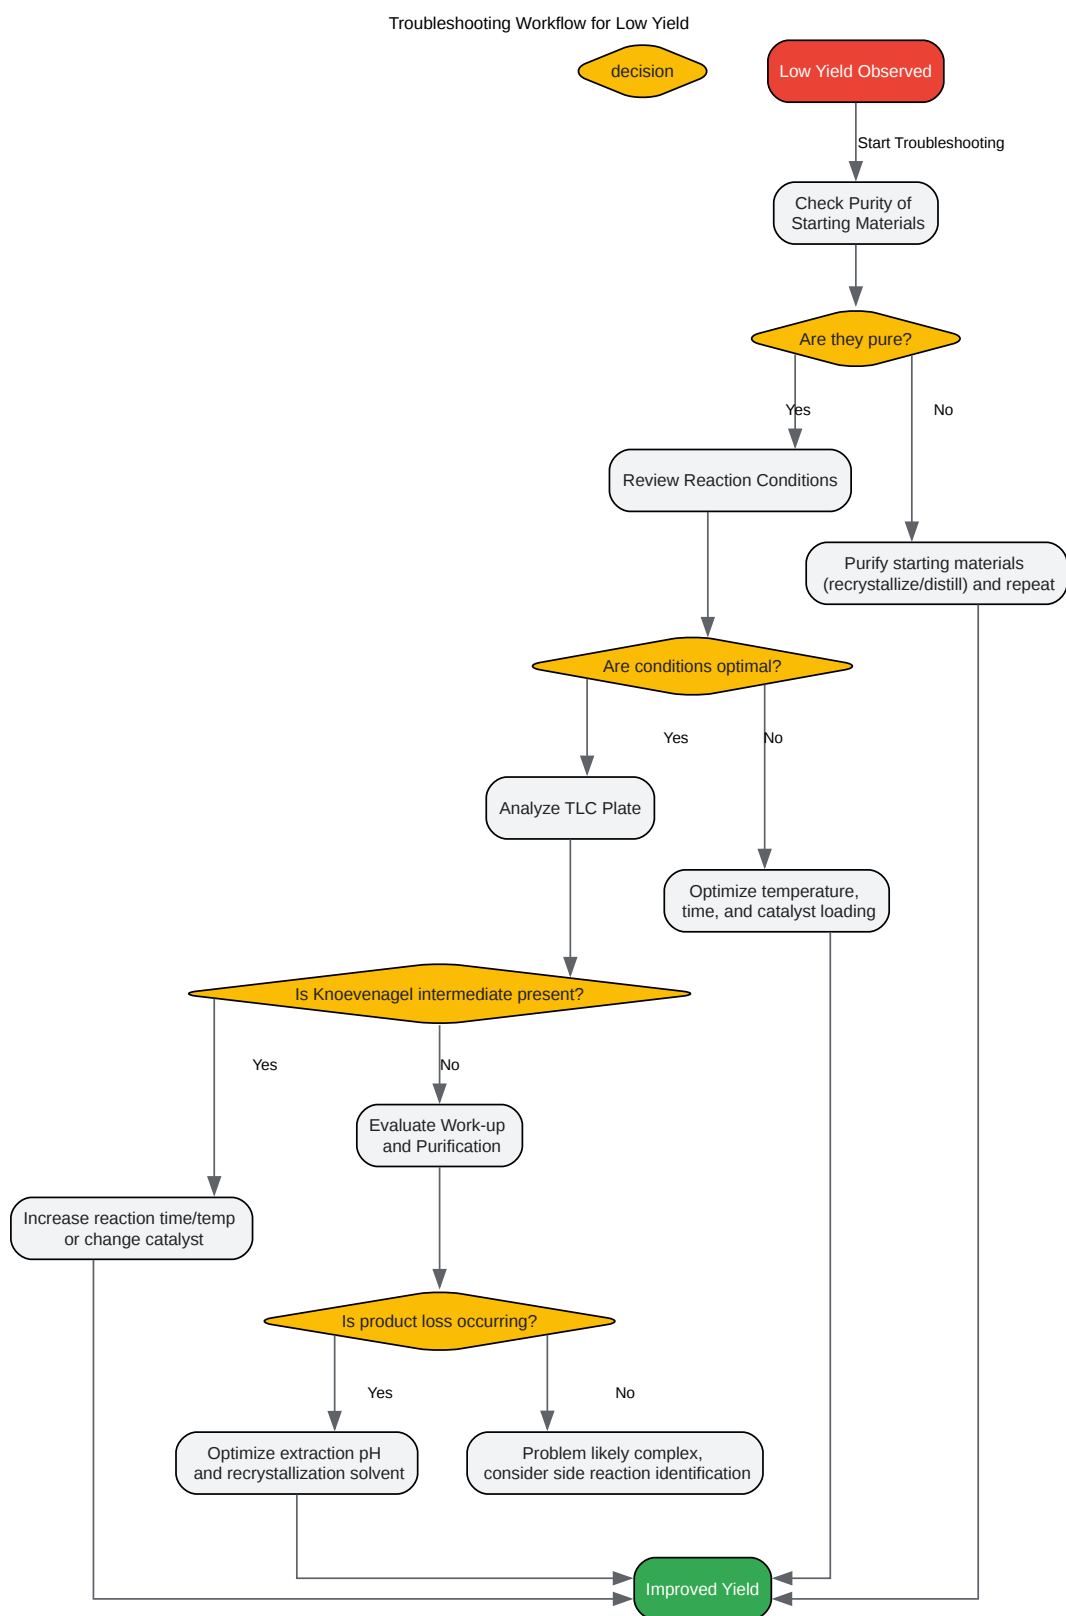 Troubleshooting Workflow for Low Yield
decision
Low Yield Observed
Start Troubleshooting
Check Purity of
Starting Materials
Are they pure?
Yes
No
Review Reaction Conditions
Purify starting materials
(recrystallize/distill) and repeat
Are conditions optimal?
Yes
No
Analyze TLC Plate
Optimize temperature,
time, and catalyst loading
Is Knoevenagel intermediate present?
Yes
No
Evaluate Work-up
and Purification
Increase reaction time/temp
or change catalyst
Is product loss occurring?
Yes
No
Optimize extraction pH
and recrystallization solvent
Problem likely complex,
consider side reaction identification
Improved Yield